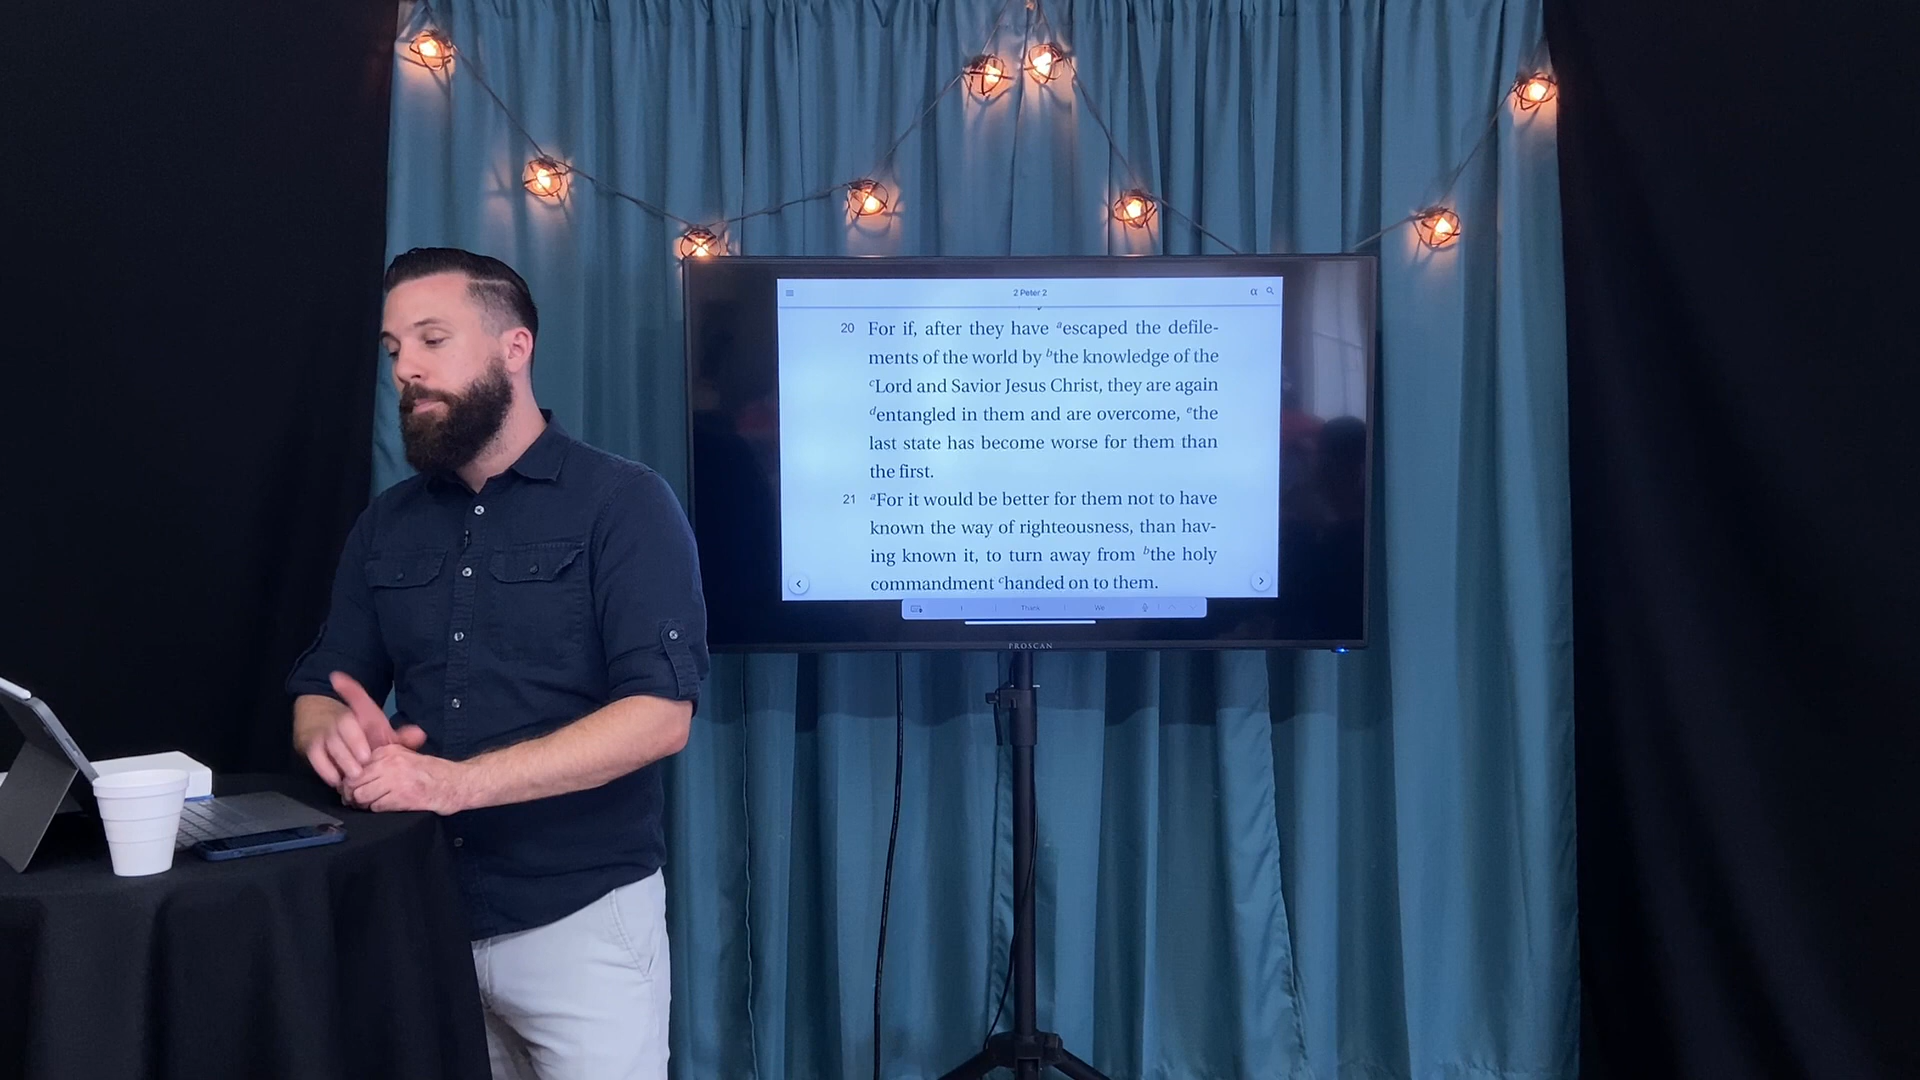 2 Peter 2
α
20 For if, after they have ᵃescaped the defile-
ments of the world by ᵇthe knowledge of the
ᶜLord and Savior Jesus Christ, they are again
ᵈentangled in them and are overcome, ᵉthe
last state has become worse for them than
the first.
21 ᵃFor it would be better for them not to have
known the way of righteousness, than hav-
ing known it, to turn away from ᵇthe holy
commandment ᶜhanded on to them.
I Thank We
PROSCAN